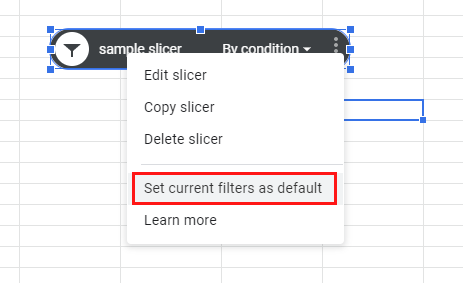 sample slicer By condition
Edit slicer
Copy slicer
Delete slicer
Set current filters as default
Learn more